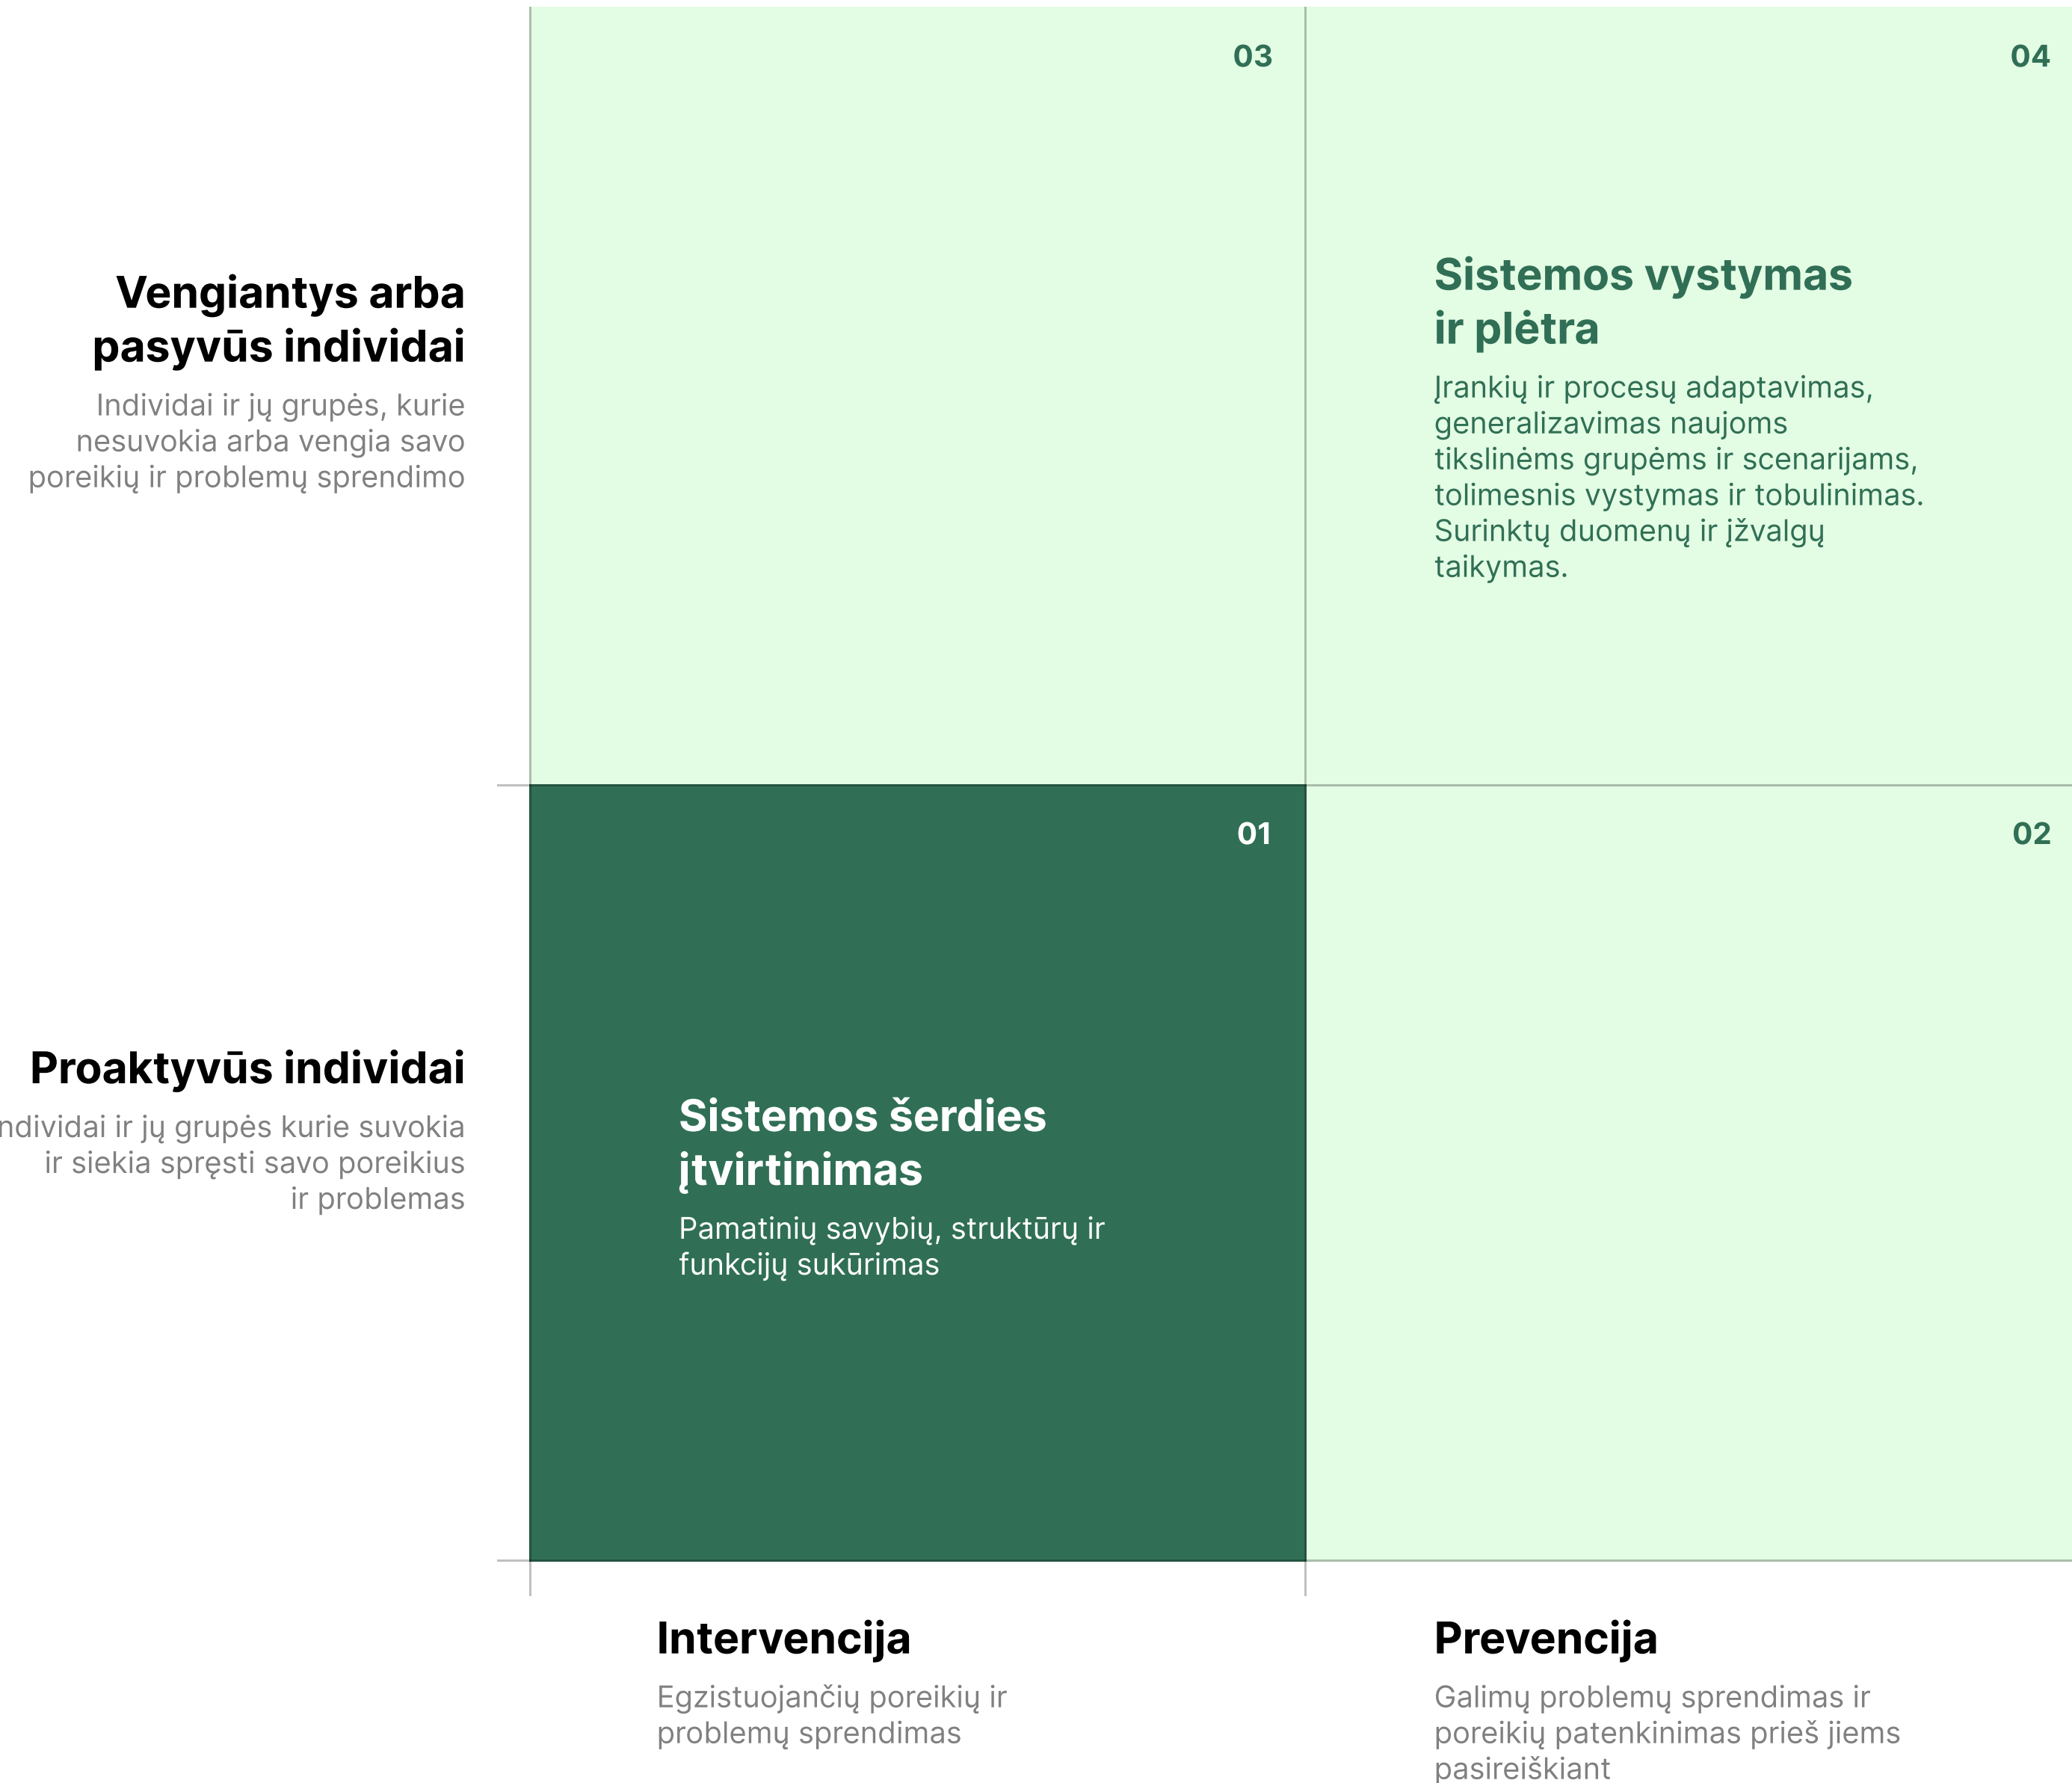 03
04
Vengiantys arba
pasyvūs individai
Individai ir jų grupės, kurie
nesuvokia arba vengia savo
poreikių ir problemų sprendimo
Sistemos vystymas
ir plėtra
Įrankių ir procesų adaptavimas,
generalizavimas naujoms
tikslinėms grupėms ir scenarijams,
tolimesnis vystymas ir tobulinimas.
Surinktų duomenų ir įžvalgų
taikymas.
01
02
Proaktyvūs individai
ndividai ir jų grupės kurie suvokia
ir siekia spręsti savo poreikius
ir problemas
Sistemos šerdies
įtvirtinimas
Pamatinių savybių, struktūrų ir
funkcijų sukūrimas
Intervencija
Egzistuojančių poreikių ir
problemų sprendimas
Prevencija
Galimų problemų sprendimas ir
poreikių patenkinimas prieš jiems
pasireiškiant